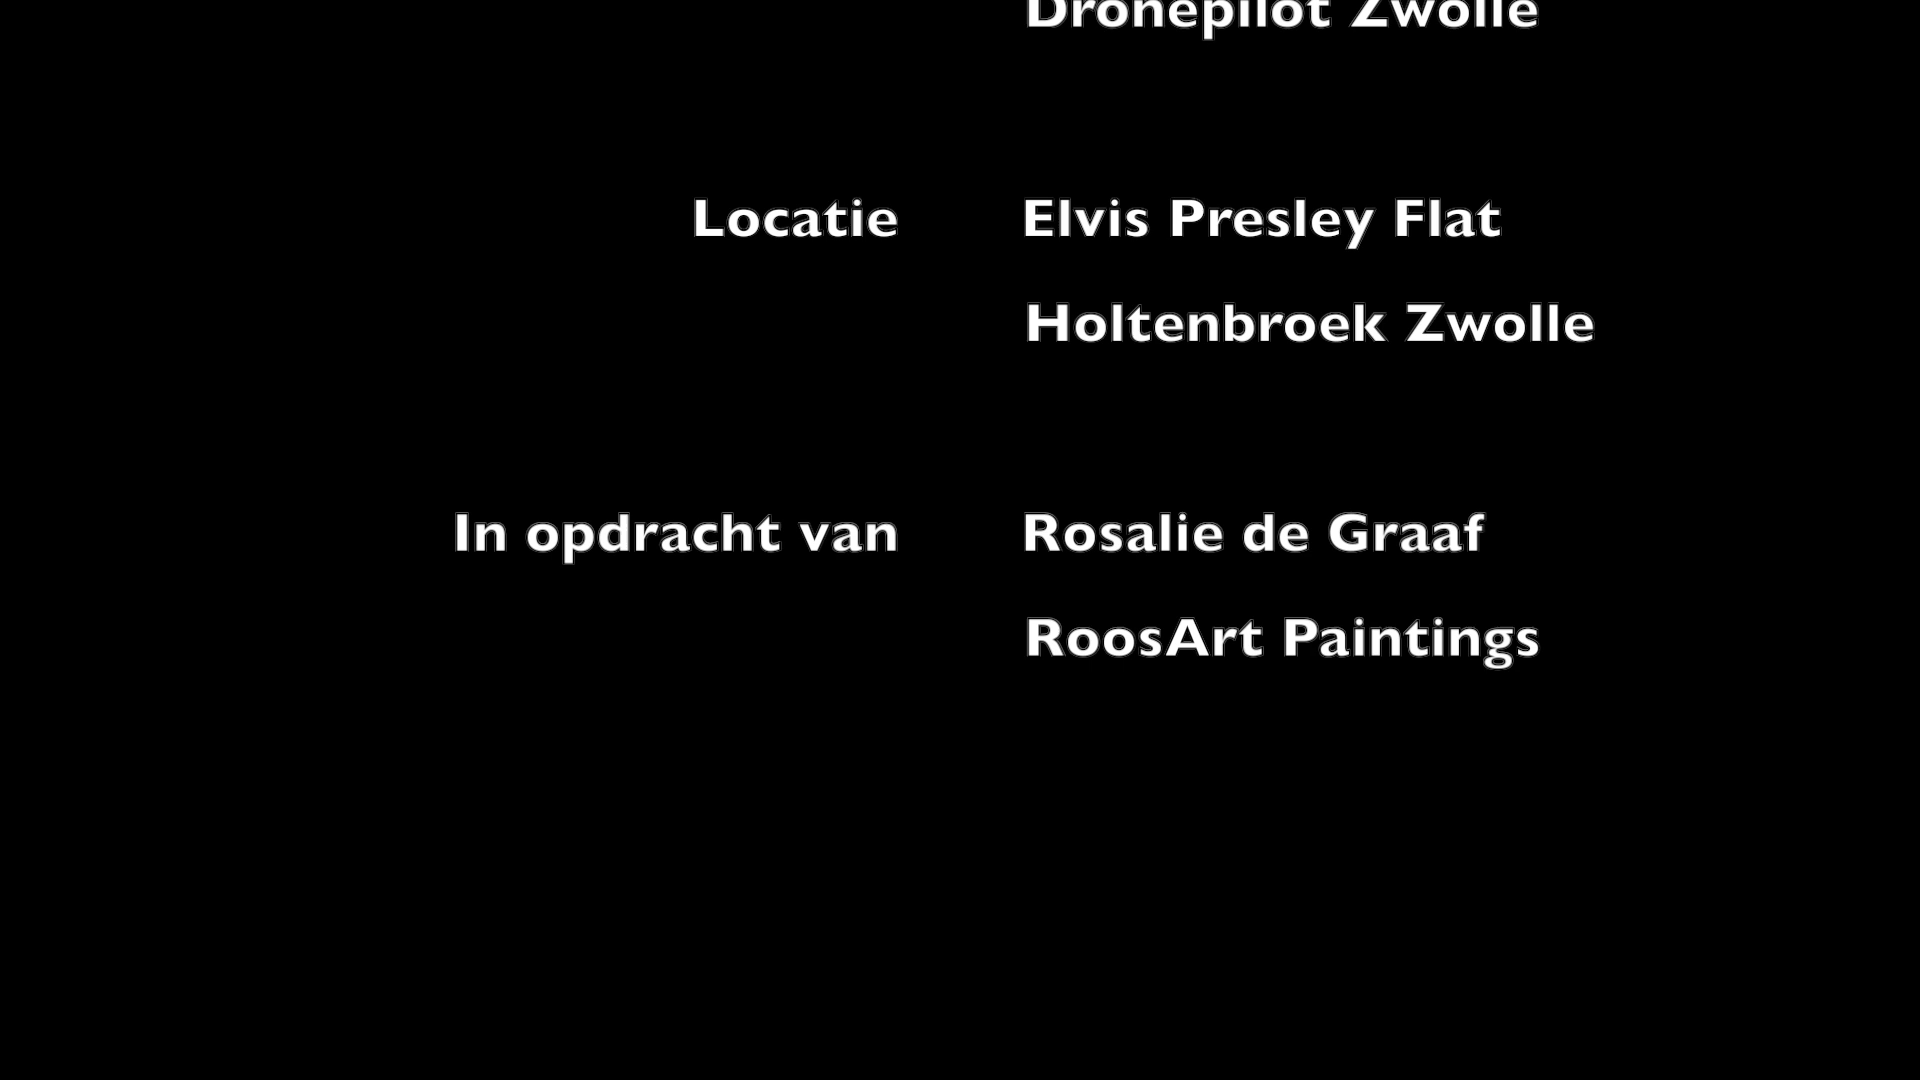 Dronepilot Zwolle
Locatie Elvis Presley Flat
Holtenbroek Zwolle
In opdracht van Rosalie de Graaf
RoosArt Paintings